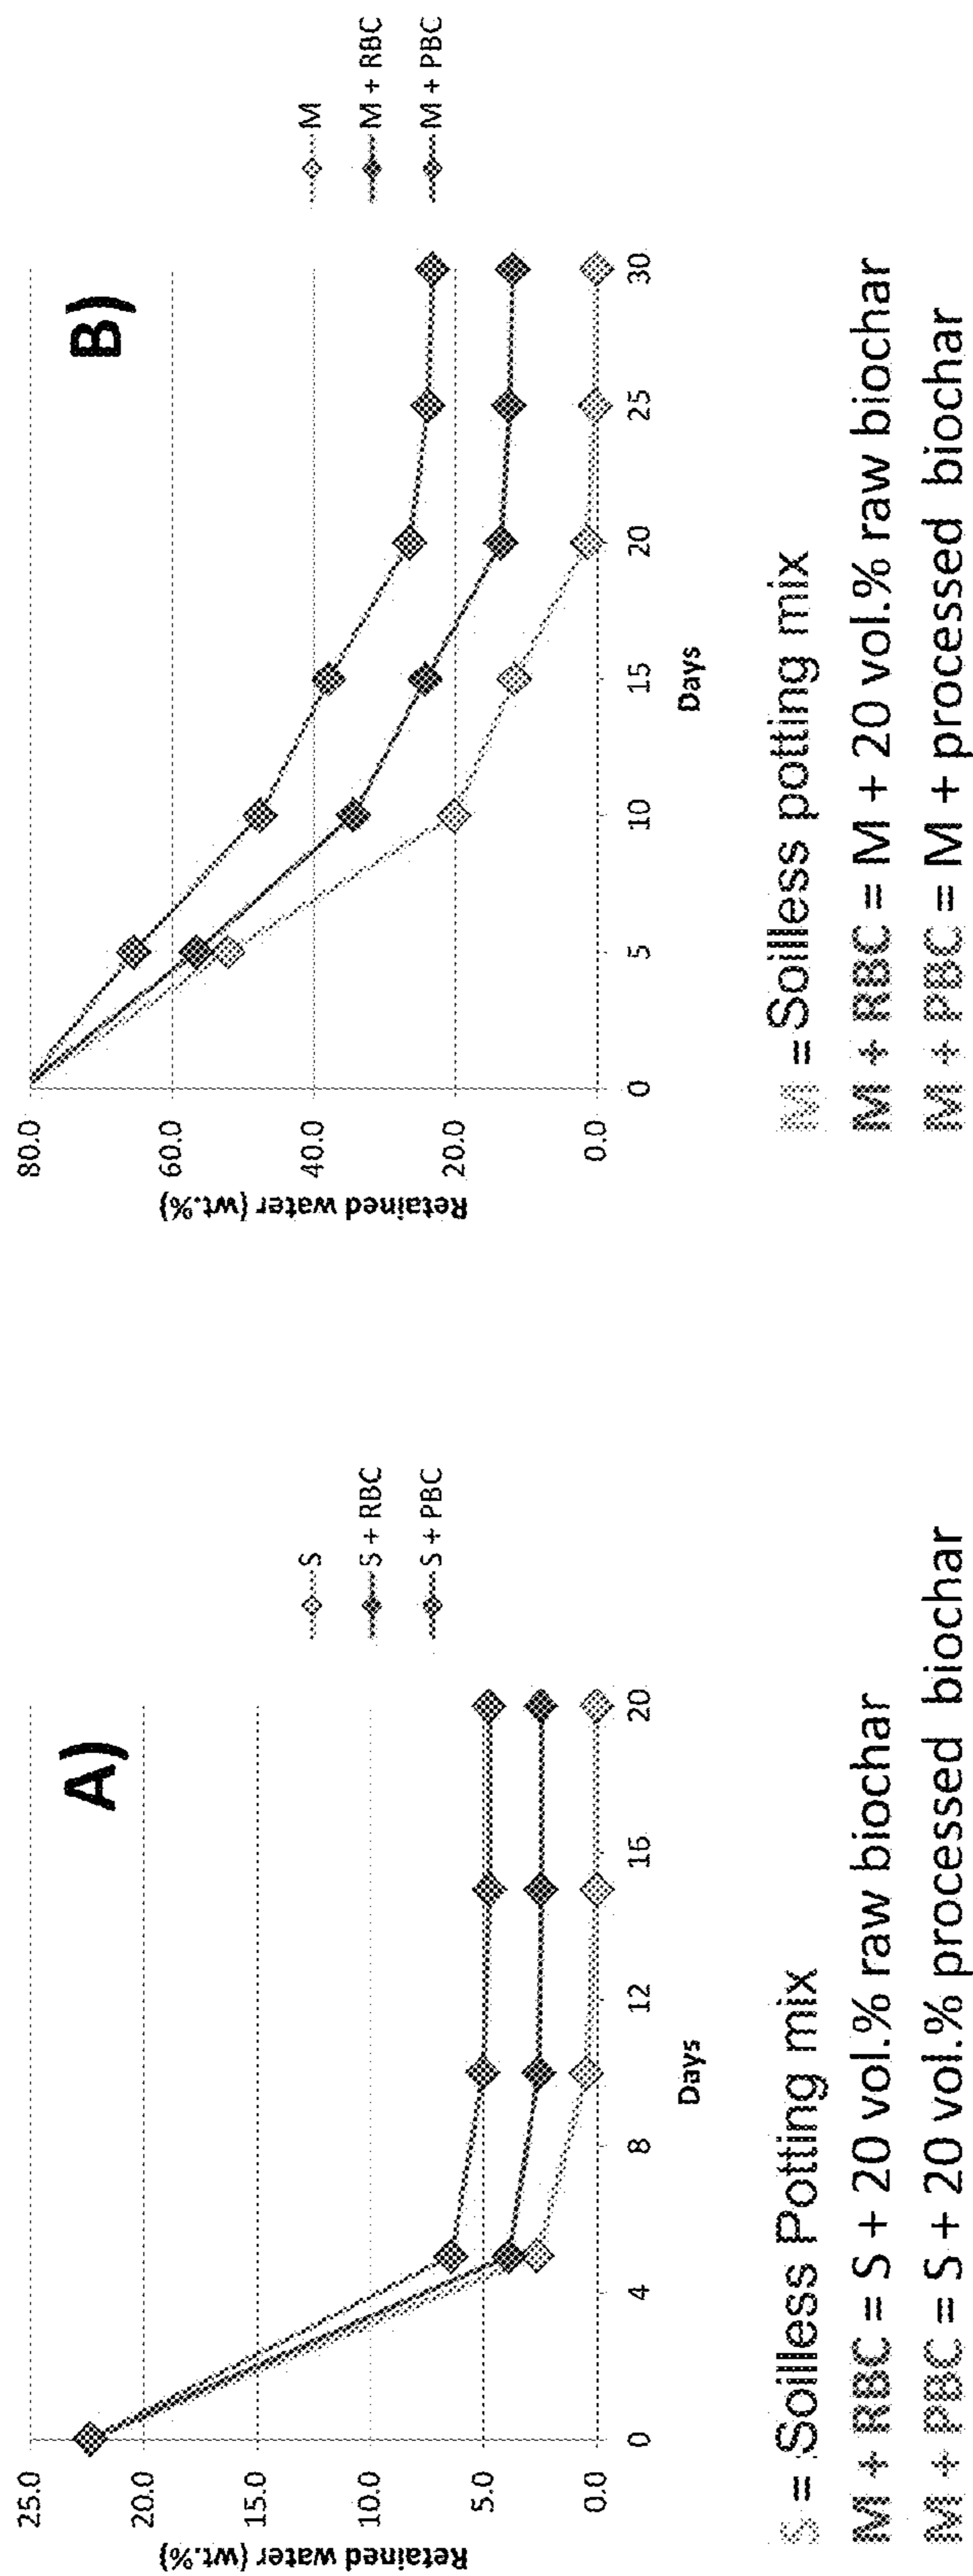 A)
Retained water (wt.%)
25.0
20.0
15.0
10.0
5.0
0.0
0 4 8 12 16 20
Days
S
S + RBC
S + PBC
S = Soilless Potting mix
M + RBC = S + 20 vol.% raw biochar
M + PBC = S + 20 vol.% processed biochar
B)
Retained water (wt.%)
80.0
60.0
40.0
20.0
0.0
0 5 10 15 20 25 30
Days
M
M + RBC
M + PBC
M = Soilless potting mix
M + RBC = M + 20 vol.% raw biochar
M + PBC = M + processed biochar